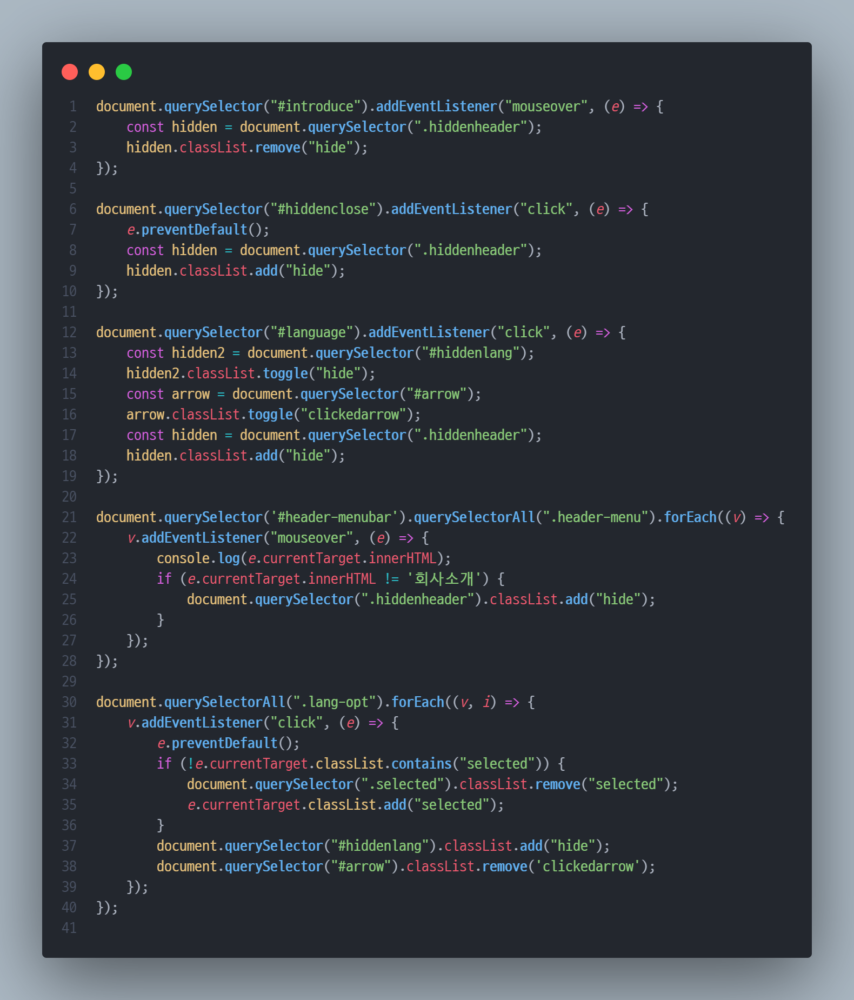 1 document.querySelector("#introduce").addEventListener("mouseover", (e) => {
2     const hidden = document.querySelector(".hiddenheader");
3     hidden.classList.remove("hide");
4 });
5
6 document.querySelector("#hiddenclose").addEventListener("click", (e) => {
7     e.preventDefault();
8     const hidden = document.querySelector(".hiddenheader");
9     hidden.classList.add("hide");
10 });
11
12 document.querySelector("#language").addEventListener("click", (e) => {
13     const hidden2 = document.querySelector("#hiddenlang");
14     hidden2.classList.toggle("hide");
15     const arrow = document.querySelector("#arrow");
16     arrow.classList.toggle("clickedarrow");
17     const hidden = document.querySelector(".hiddenheader");
18     hidden.classList.add("hide");
19 });
20
21 document.querySelector('#header-menubar').querySelectorAll(".header-menu").forEach((v) => {
22     v.addEventListener("mouseover", (e) => {
23         console.log(e.currentTarget.innerHTML);
24         if (e.currentTarget.innerHTML != '회사소개') {
25             document.querySelector(".hiddenheader").classList.add("hide");
26         }
27     });
28 });
29
30 document.querySelectorAll(".lang-opt").forEach((v, i) => {
31     v.addEventListener("click", (e) => {
32         e.preventDefault();
33         if (!e.currentTarget.classList.contains("selected")) {
34             document.querySelector(".selected").classList.remove("selected");
35             e.currentTarget.classList.add("selected");
36         }
37         document.querySelector("#hiddenlang").classList.add("hide");
38         document.querySelector("#arrow").classList.remove('clickedarrow');
39     });
40 });
41